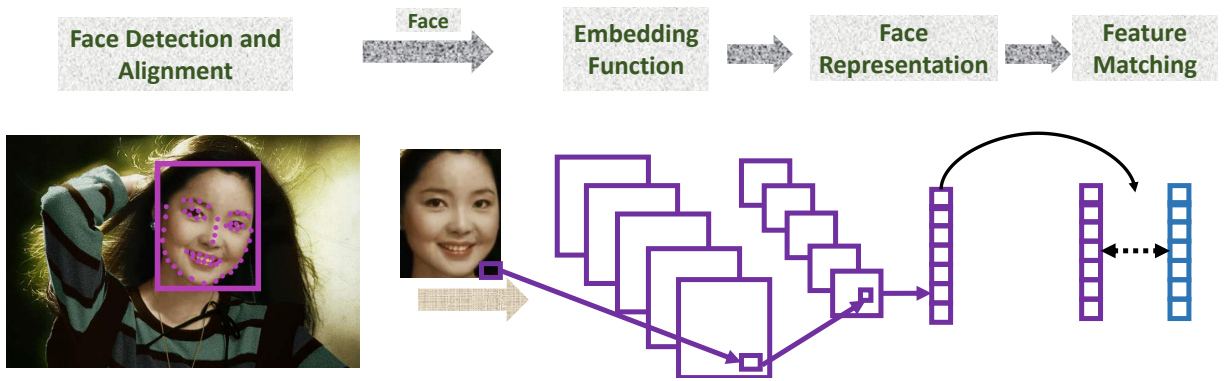 Face Detection and
Alignment
Face
Embedding
Function
Face
Representation
Feature
Matching